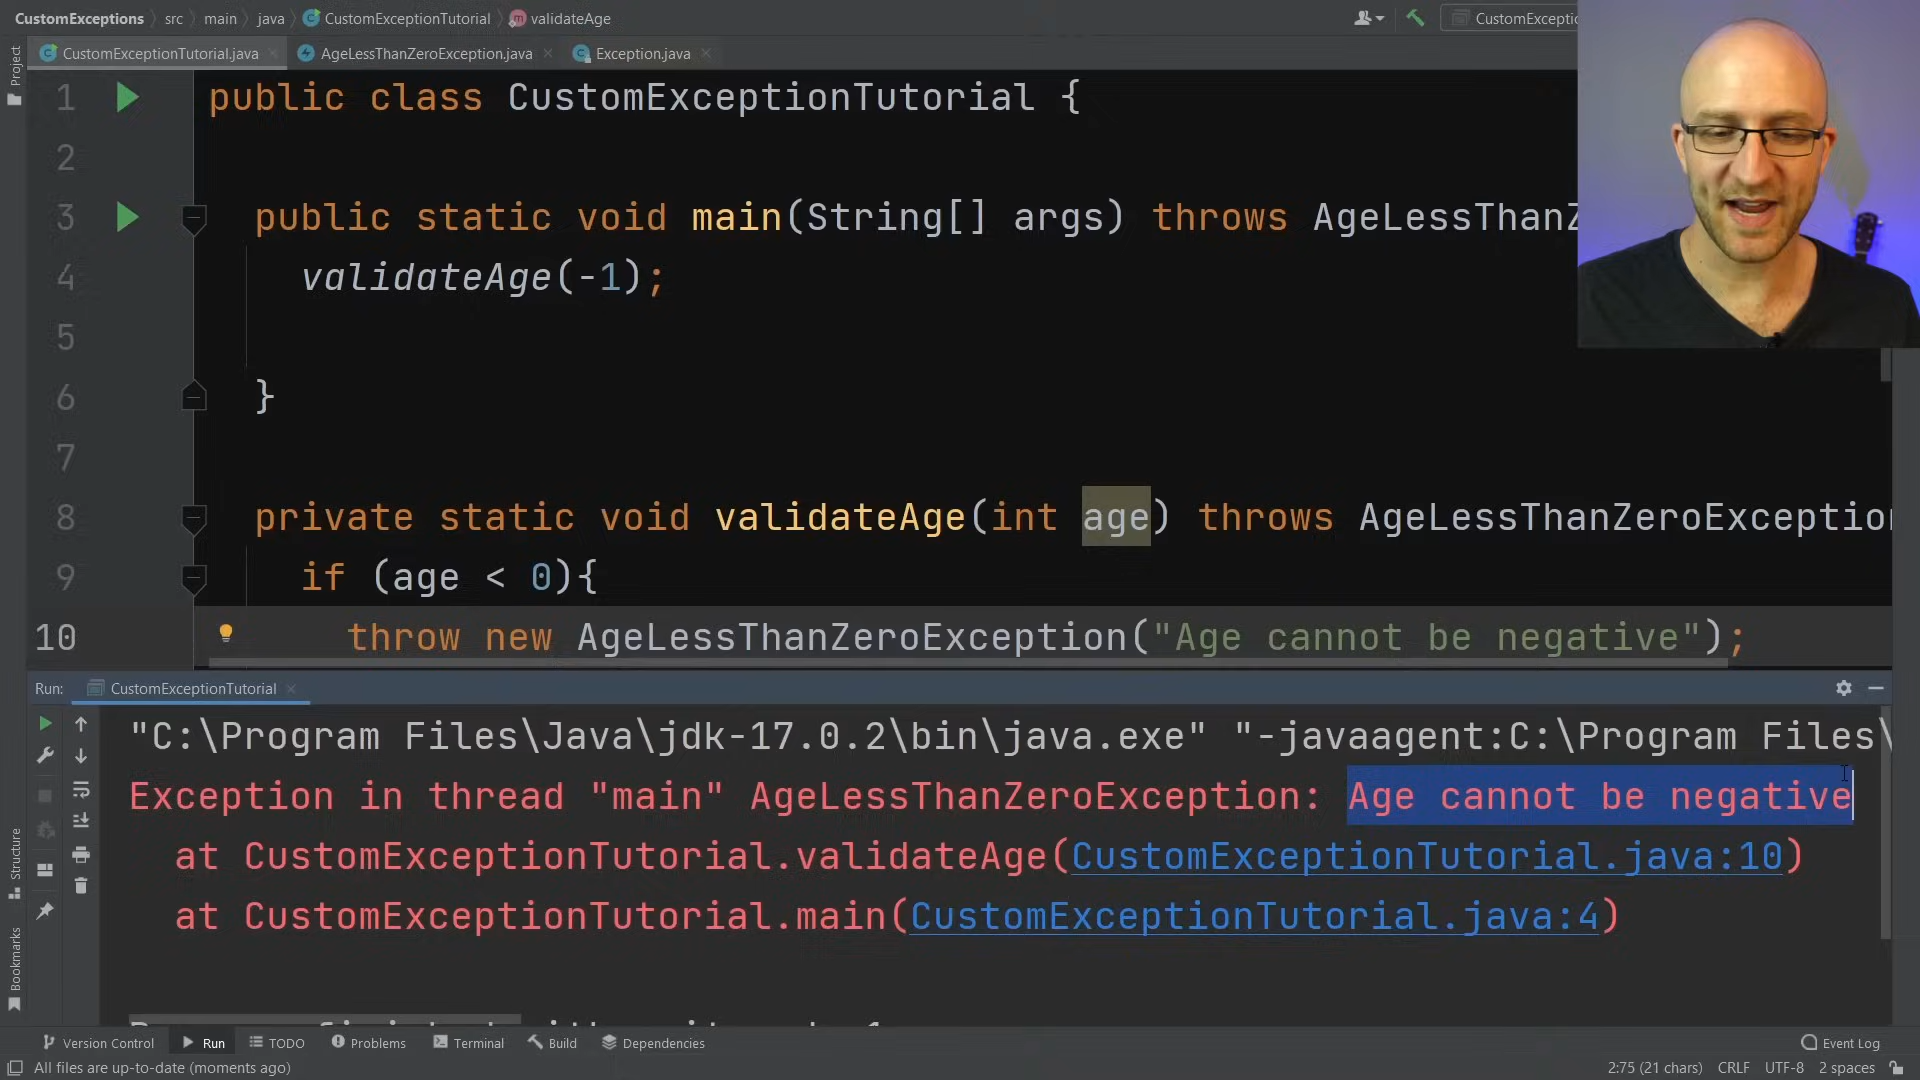 CustomExceptions src main java CustomExceptionTutorial validateAge CustomExceptio
Project
CustomExceptionTutorial.java AgeLessThanZeroException.java Exception.java
1 public class CustomExceptionTutorial {
2
3 public static void main(String[] args) throws AgeLessThanZ
4 validateAge(-1);
5
6 }
7
8 private static void validateAge(int age) throws AgeLessThanZeroExceptio
9 if (age < 0){
10 throw new AgeLessThanZeroException("Age cannot be negative");
Run: CustomExceptionTutorial
"C:\Program Files\Java\jdk-17.0.2\bin\java.exe" "-javaagent:C:\Program Files\
Exception in thread "main" AgeLessThanZeroException: Age cannot be negative
at CustomExceptionTutorial.validateAge(CustomExceptionTutorial.java:10)
at CustomExceptionTutorial.main(CustomExceptionTutorial.java:4)
Structure
Bookmarks
Version Control Run TODO Problems Terminal Build Dependencies Event Log
All files are up-to-date (moments ago) 2:75 (21 chars) CRLF UTF-8 2 spaces